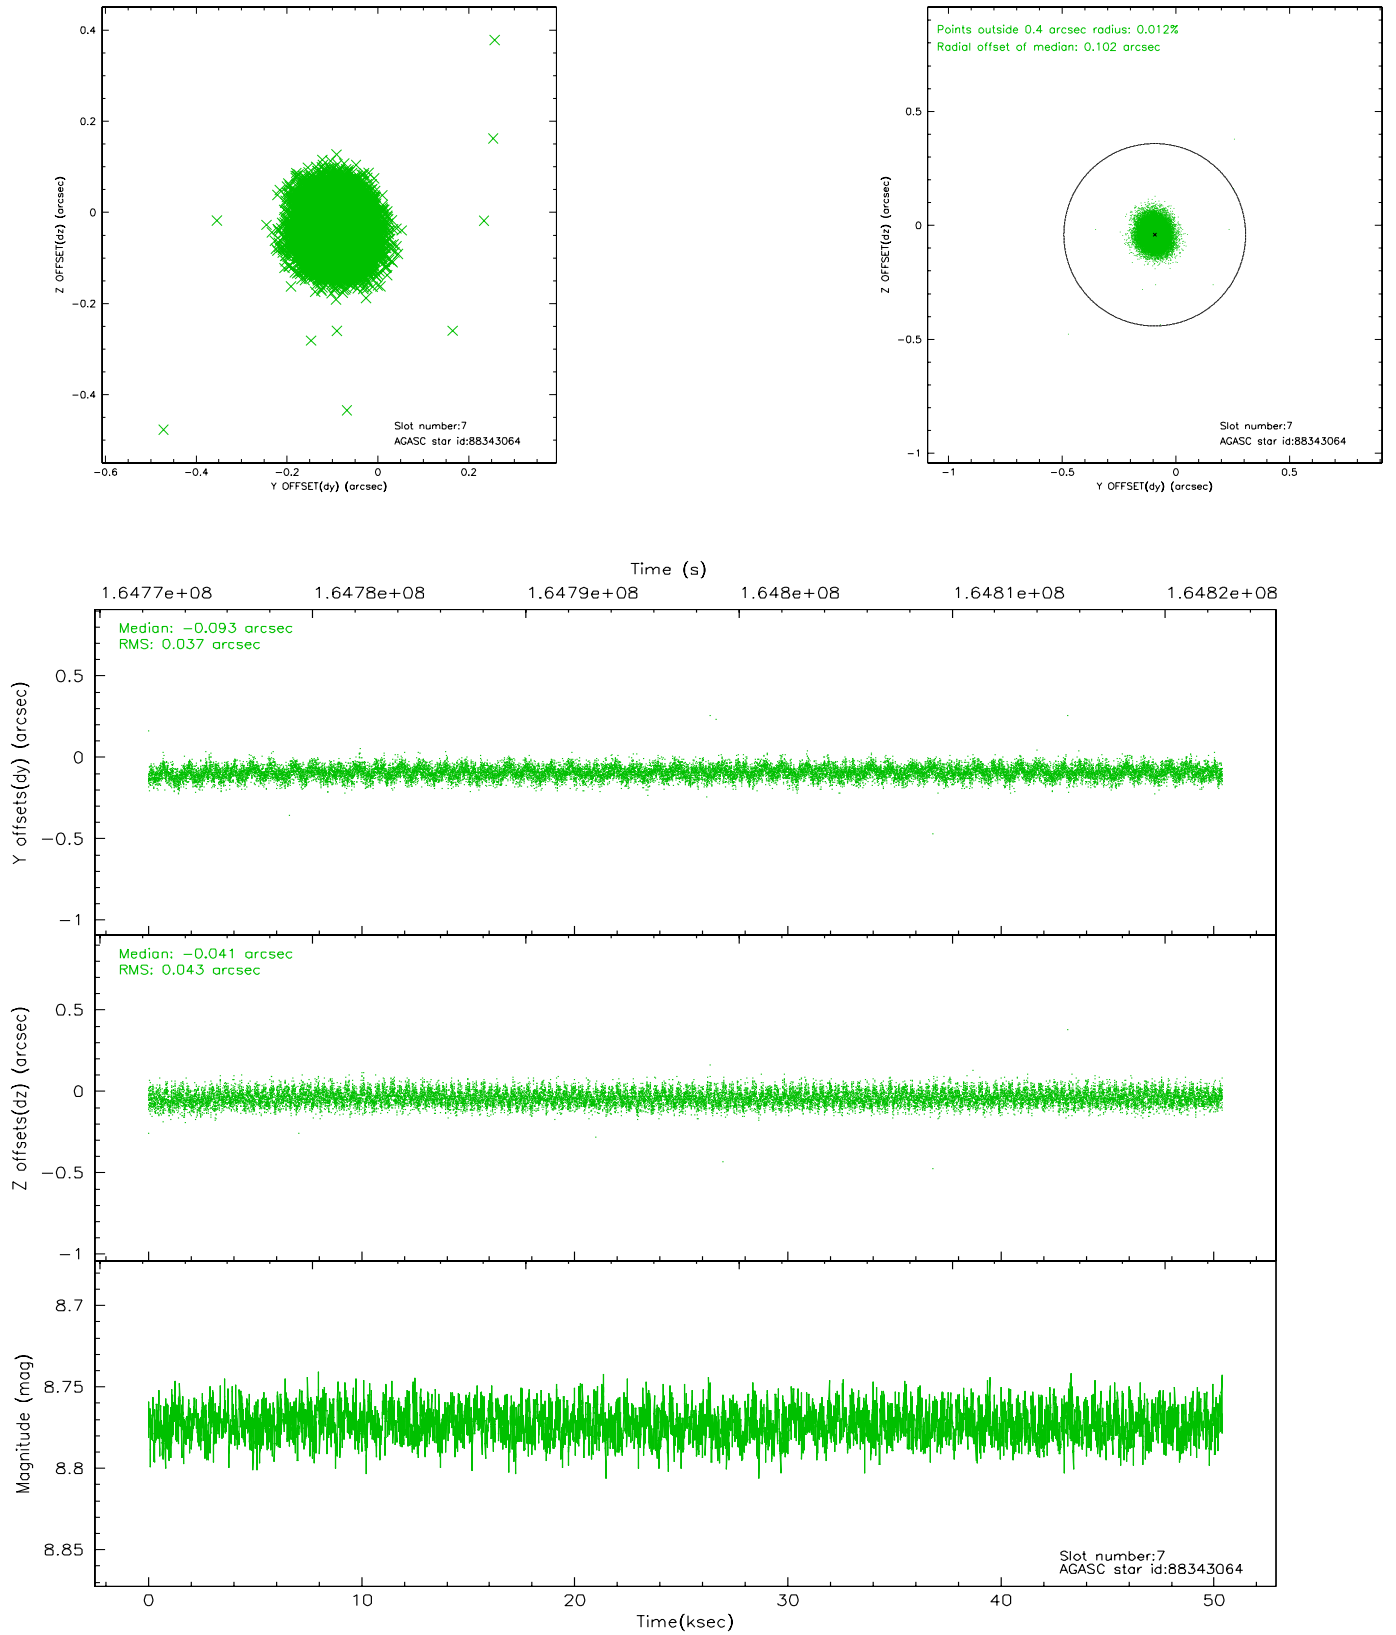 0.4
0.2
0
−0.2
−0.4
Z OFFSET(dz) (arcsec)
Slot number:7
AGASC star id:88343064
−0.6
−0.4
−0.2
0
0.2
Y OFFSET(dy) (arcsec)
Points outside 0.4 arcsec radius: 0.012%
Radial offset of median: 0.102 arcsec
0.5
0
−0.5
−1
Z OFFSET(dz) (arcsec)
Slot number:7
AGASC star id:88343064
−1
−0.5
0
0.5
Y OFFSET(dy) (arcsec)
Time (s)
1.6477e+08
1.6478e+08
1.6479e+08
1.648e+08
1.6481e+08
1.6482e+08
Median: −0.093 arcsec
RMS: 0.037 arcsec
0.5
0
−0.5
−1
Y offsets(dy) (arcsec)
Median: −0.041 arcsec
RMS: 0.043 arcsec
0.5
0
−0.5
−1
Z offsets(dz) (arcsec)
8.7
8.75
8.8
8.85
Magnitude (mag)
Slot number:7
AGASC star id:88343064
0
10
20
30
40
50
Time(ksec)